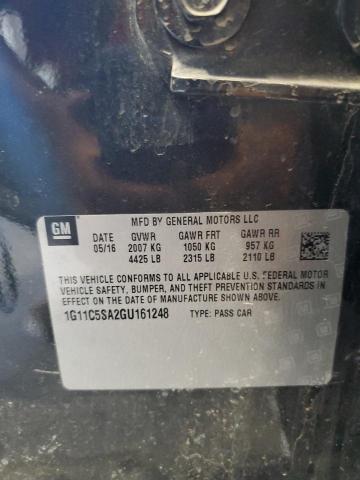 GM
MFD BY GENERAL MOTORS LLC
DATE GVWR GAWR FRT GAWR RR
05/16 2007 KG 1050 KG 957 KG
4425 LB 2315 LB 2110 LB
THIS VEHICLE CONFORMS TO ALL APPLICABLE U.S. FEDERAL MOTOR
VEHICLE SAFETY, BUMPER, AND THEFT PREVENTION STANDARDS
IN EFFECT ON THE DATE OF MANUFACTURE SHOWN ABOVE.
1G11C5SA2GU161248 TYPE: PASS CAR